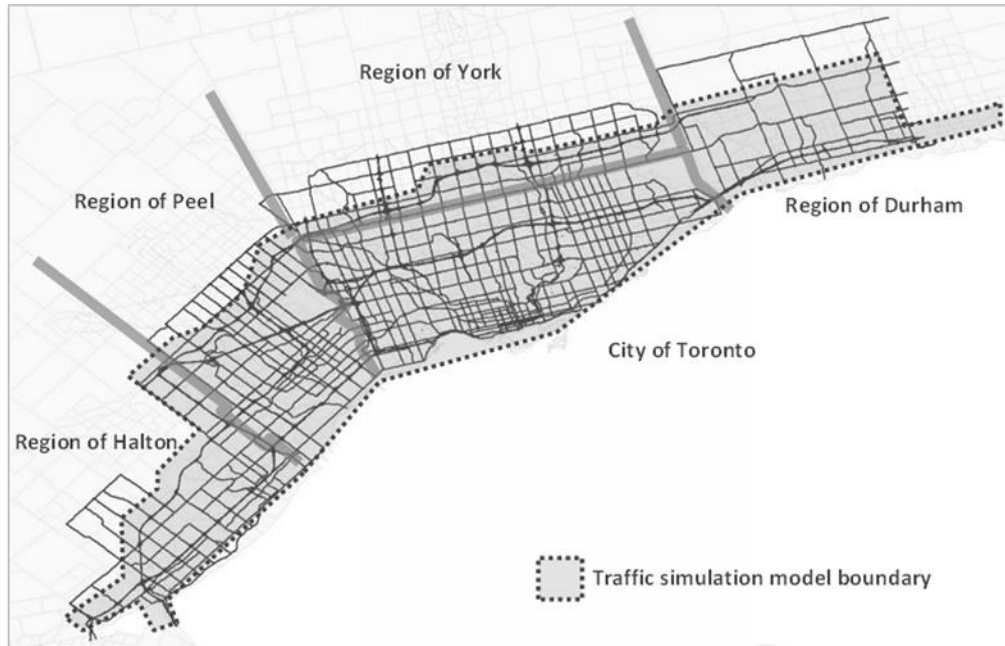 Region of York
Region of Peel
Region of Durham
City of Toronto
Region of Halton
Traffic simulation model boundary